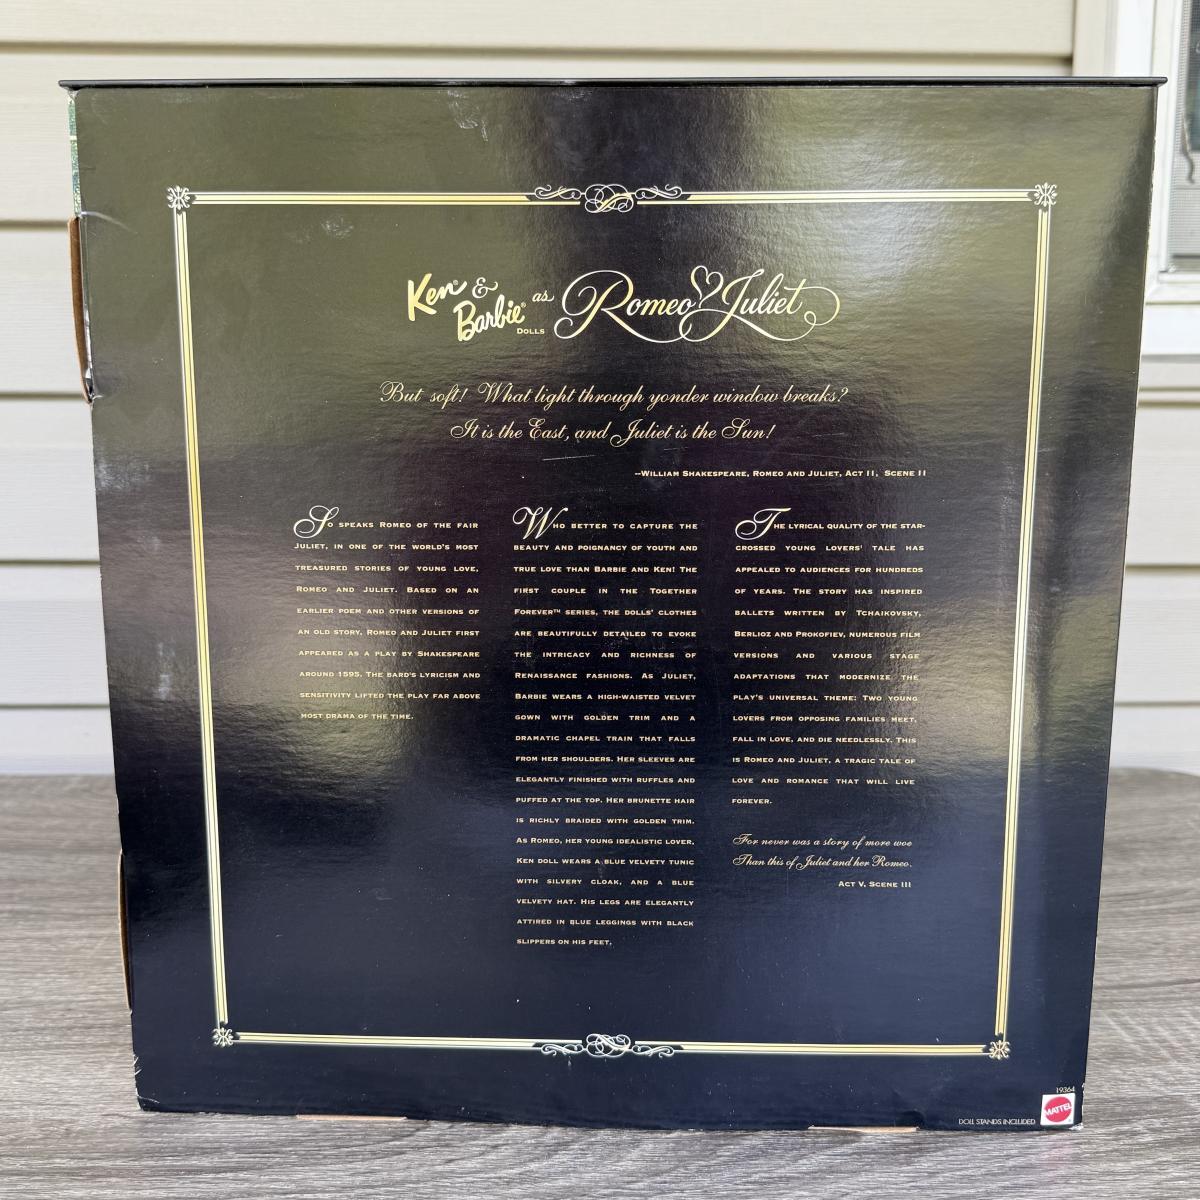 Ken® & Barbie® DOLLS as Romeo & Juliet
But soft! What light through yonder window breaks?
It is the East, and Juliet is the Sun!
--WILLIAM SHAKESPEARE, ROMEO AND JULIET, ACT II, SCENE II
SO SPEAKS ROMEO OF THE FAIR
JULIET, IN ONE OF THE WORLD'S MOST
TREASURED STORIES OF YOUNG LOVE,
ROMEO AND JULIET. BASED ON AN
EARLIER POEM AND OTHER VERSIONS OF
AN OLD STORY, ROMEO AND JULIET FIRST
APPEARED AS A PLAY BY SHAKESPEARE
AROUND 1595. THE BARD'S LYRICISM AND
SENSITIVITY LIFTED THE PLAY FAR ABOVE
MOST DRAMA OF THE TIME.
WHO BETTER TO CAPTURE THE
BEAUTY AND POIGNANCY OF YOUTH AND
TRUE LOVE THAN BARBIE AND KEN! THE
FIRST COUPLE IN THE TOGETHER
FOREVER™ SERIES, THE DOLLS' CLOTHES
ARE BEAUTIFULLY DETAILED TO EVOKE
THE INTRICACY AND RICHNESS OF
RENAISSANCE FASHIONS. AS JULIET,
BARBIE WEARS A HIGH-WAISTED VELVET
GOWN WITH GOLDEN TRIM AND A
DRAMATIC CHAPEL TRAIN THAT FALLS
FROM HER SHOULDERS. HER SLEEVES ARE
ELEGANTLY FINISHED WITH RUFFLES AND
PUFFED AT THE TOP. HER BRUNETTE HAIR
IS RICHLY BRAIDED WITH GOLDEN TRIM.
AS ROMEO, HER YOUNG IDEALISTIC LOVER,
KEN DOLL WEARS A BLUE VELVETY TUNIC
WITH SILVERY CLOAK, AND A BLUE
VELVETY HAT. HIS LEGS ARE ELEGANTLY
ATTIRED IN BLUE LEGGINGS WITH BLACK
SLIPPERS ON HIS FEET.
THE LYRICAL QUALITY OF THE STAR-
CROSSED YOUNG LOVERS' TALE HAS
APPEALED TO AUDIENCES FOR HUNDREDS
OF YEARS. THE STORY HAS INSPIRED
BALLETS WRITTEN BY TCHAIKOVSKY,
BERLIOZ AND PROKOFIEV, NUMEROUS FILM
VERSIONS AND VARIOUS STAGE
ADAPTATIONS THAT MODERNIZE THE
PLAY'S UNIVERSAL THEME: TWO YOUNG
LOVERS FROM OPPOSING FAMILIES MEET,
FALL IN LOVE, AND DIE NEEDLESSLY. THIS
IS ROMEO AND JULIET, A TRAGIC TALE OF
LOVE AND ROMANCE THAT WILL LIVE
FOREVER.
For never was a story of more woe
Than this of Juliet and her Romeo.
ACT V, SCENE III
19364
DOLL STANDS INCLUDED
MATTEL